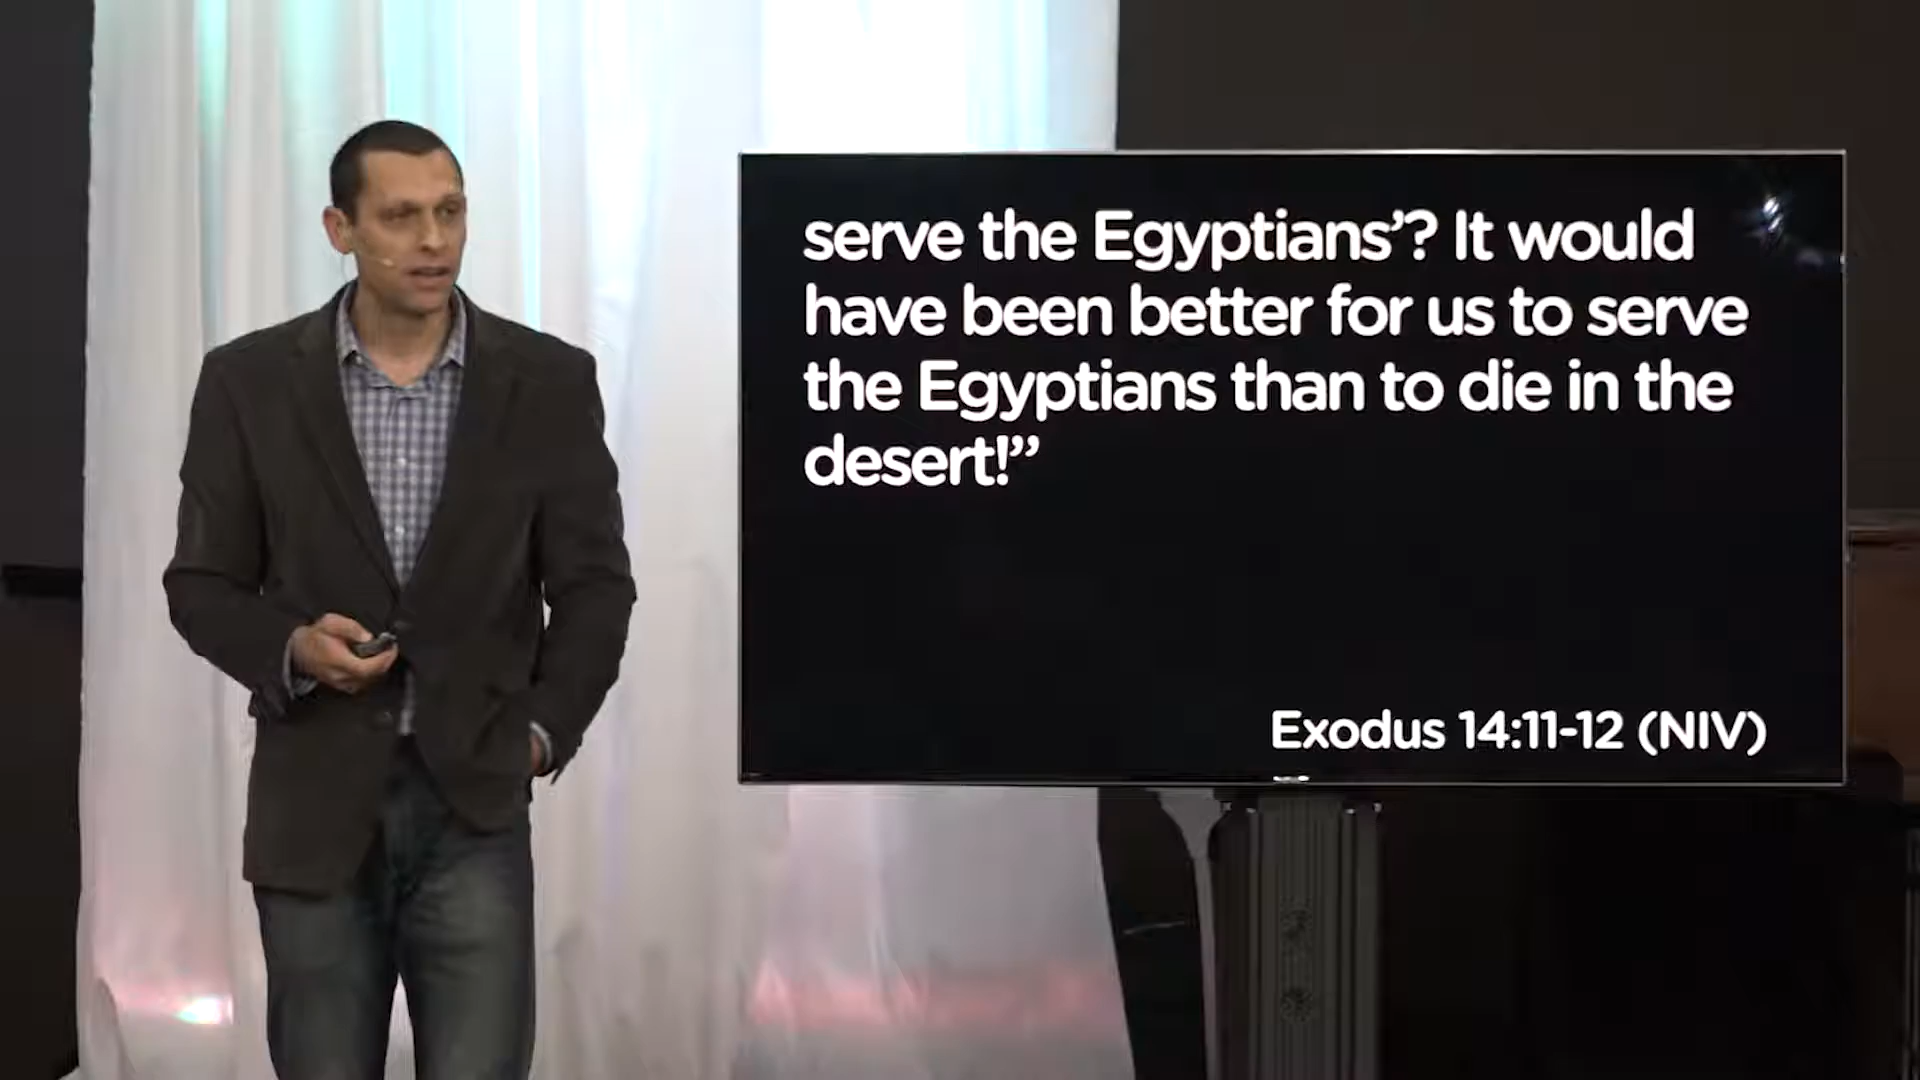 serve the Egyptians’? It would
have been better for us to serve
the Egyptians than to die in the
desert!”
Exodus 14:11-12 (NIV)